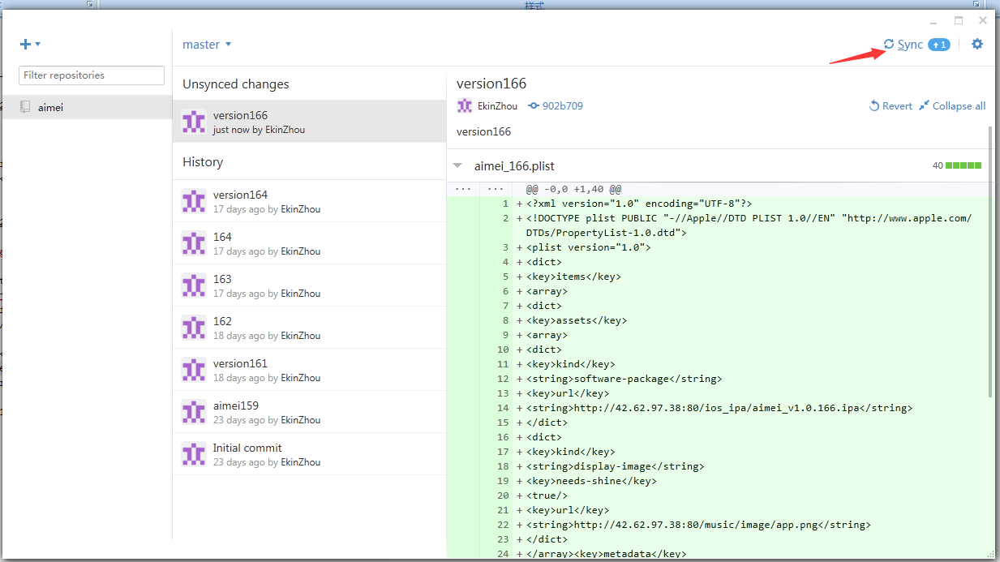 样式
master
Sync
1
Filter repositories
aimei
Unsynced changes
version166
just now by EkinZhou
History
version164
17 days ago by EkinZhou
164
17 days ago by EkinZhou
163
17 days ago by EkinZhou
162
18 days ago by EkinZhou
version161
18 days ago by EkinZhou
aimei159
23 days ago by EkinZhou
Initial commit
23 days ago by EkinZhou
version166
EkinZhou 902b709
Revert Collapse all
version166
aimei_166.plist 40
... ... @@ -0,0 +1,40 @@
1 +<?xml version="1.0" encoding="UTF-8"?>
2 +<!DOCTYPE plist PUBLIC "-//Apple//DTD PLIST 1.0//EN" "http://www.apple.com/
DTDs/PropertyList-1.0.dtd">
3 +<plist version="1.0">
4 +<dict>
5 +<key>items</key>
6 +<array>
7 +<dict>
8 +<key>assets</key>
9 +<array>
10 +<dict>
11 +<key>kind</key>
12 +<string>software-package</string>
13 +<key>url</key>
14 +<string>http://42.62.97.38:80/ios_ipa/aimei_v1.0.166.ipa</string>
15 +</dict>
16 +<dict>
17 +<key>kind</key>
18 +<string>display-image</string>
19 +<key>needs-shine</key>
20 +<true/>
21 +<key>url</key>
22 +<string>http://42.62.97.38:80/music/image/app.png</string>
23 +</dict>
24 +</array><key>metadata</key>